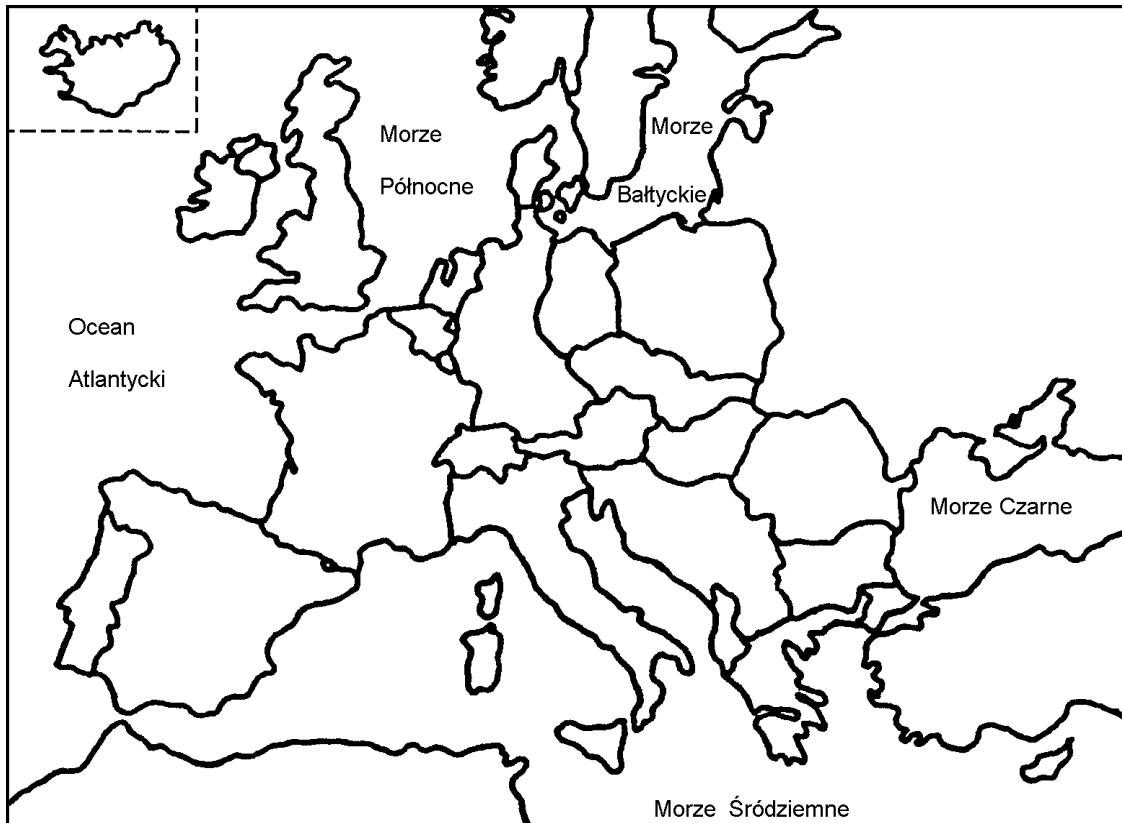 Morze
Północne
Morze
Bałtyckie
Ocean
Atlantycki
Morze Czarne
Morze Śródziemne